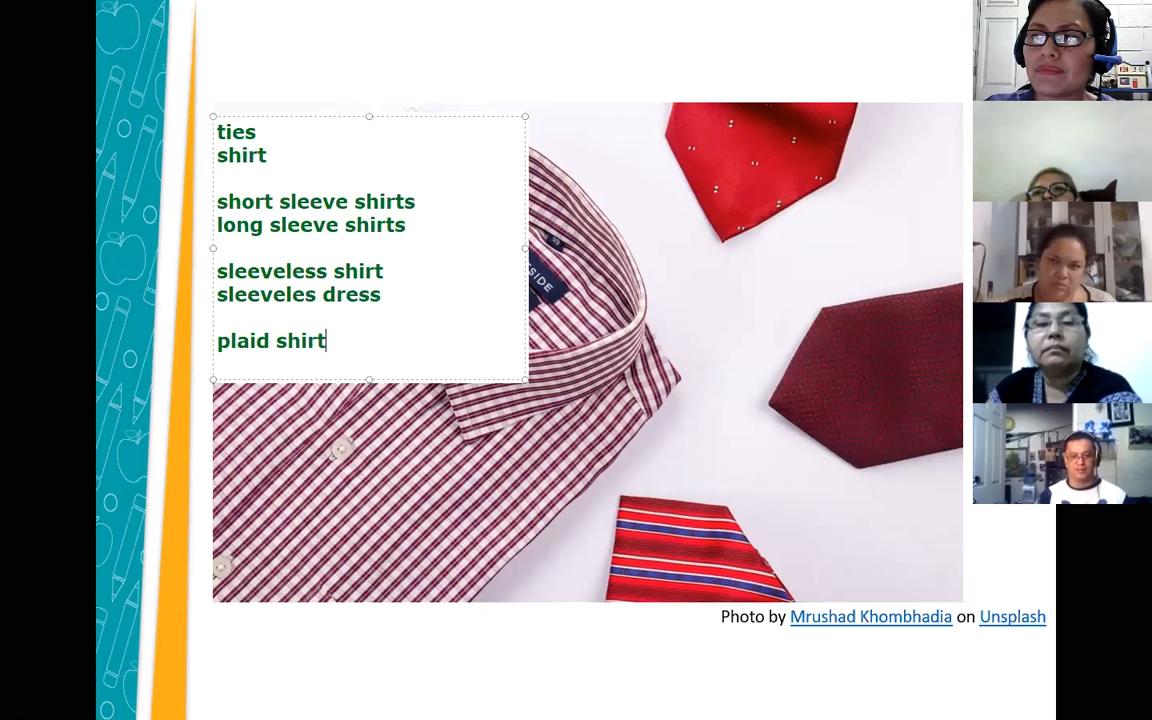 ties
shirt
short sleeve shirts
long sleeve shirts
sleeveless shirt
sleeveles dress
plaid shirt
SIDE
Photo by Mrushad Khombhadia on Unsplash